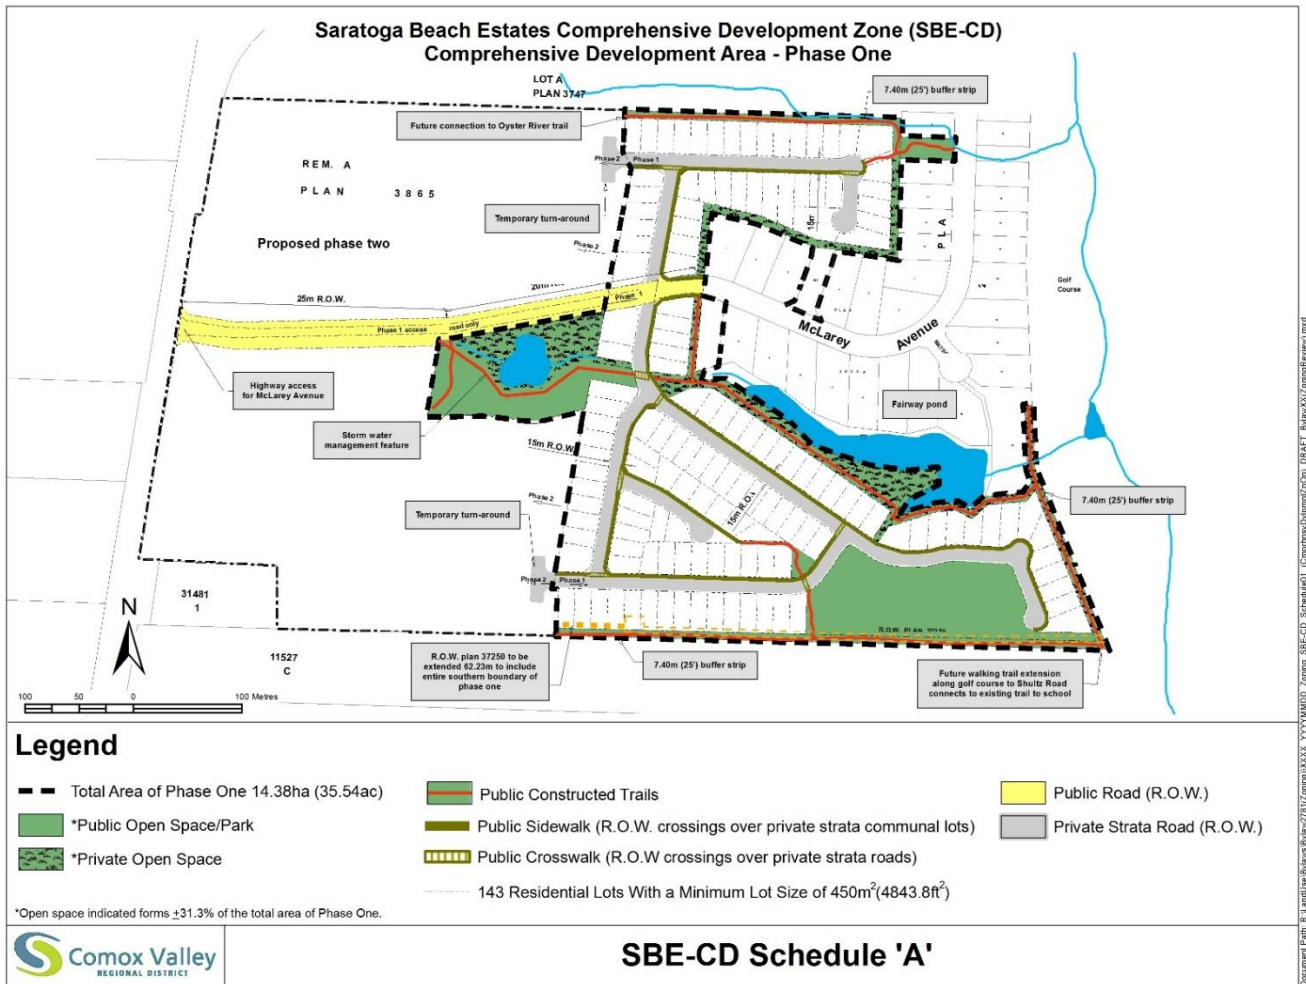 Saratoga Beach Estates Comprehensive Development Zone (SBE-CD)
Comprehensive Development Area - Phase One
LOT A
PLAN 3747
7.40m (25') buffer strip
Future connection to Oyster River trail
Phase 2
Phase 1
REM. A
PLAN 3865
Temporary turn-around
15m
PLA
Proposed phase two
Phase 2
Golf
Course
25m R.O.W.
Phase 1
PLAN
Phase 1 access road only
McLarey Avenue
Highway access
for McLarey Avenue
Fairway pond
Storm water
management feature
15m R.O.W.
Phase 2
15m R.O.W.
7.40m (25') buffer strip
Temporary turn-around
Phase 2
Phase 1
31481
1
N
R.O.W. PLAN 37250
11527
C
R.O.W. plan 37250 to be
extended 62.23m to include
entire southern boundary of
phase one
7.40m (25') buffer strip
Future walking trail extension
along golf course to Shultz Road
connects to existing trail to school
100 50 0 100 Metres
Legend
Total Area of Phase One 14.38ha (35.54ac)
*Public Open Space/Park
*Private Open Space
Public Constructed Trails
Public Sidewalk (R.O.W. crossings over private strata communal lots)
Public Crosswalk (R.O.W crossings over private strata roads)
143 Residential Lots With a Minimum Lot Size of 450m²(4843.8ft²)
Public Road (R.O.W.)
Private Strata Road (R.O.W.)
*Open space indicated forms ±31.3% of the total area of Phase One.
Comox Valley
REGIONAL DISTRICT
SBE-CD Schedule 'A'